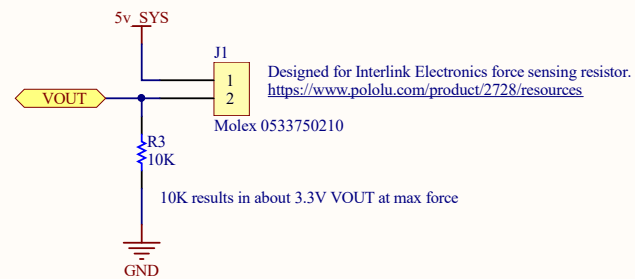 5v_SYS
J1
1
2
Designed for Interlink Electronics force sensing resistor.
https://www.pololu.com/product/2728/resources
VOUT
Molex 0533750210
R3
10K
10K results in about 3.3V VOUT at max force
GND